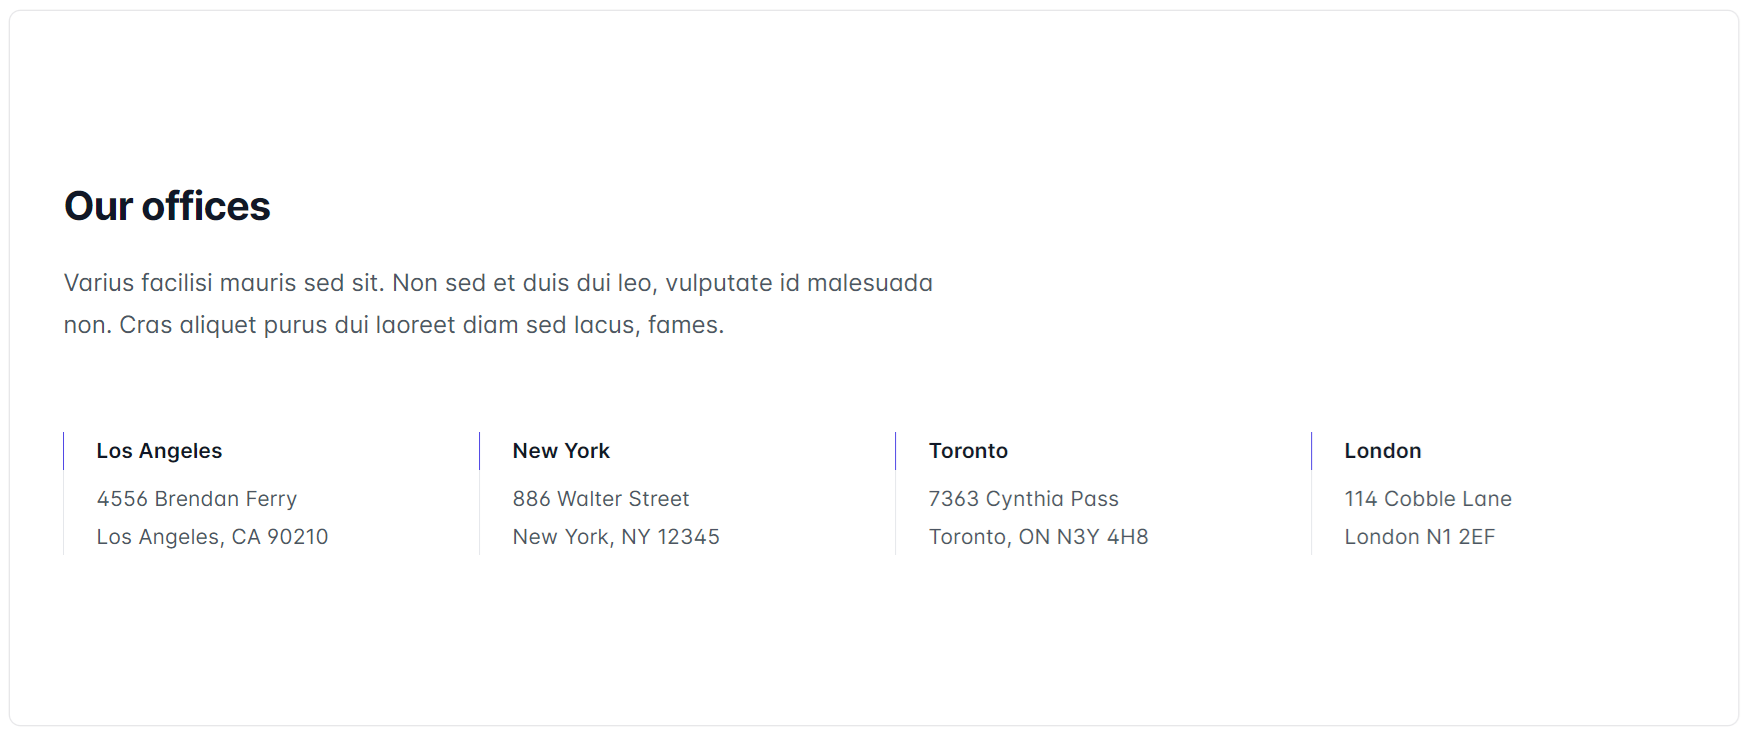 Our offices
Varius facilisi mauris sed sit. Non sed et duis dui leo, vulputate id malesuada
non. Cras aliquet purus dui laoreet diam sed lacus, fames.
Los Angeles
4556 Brendan Ferry
Los Angeles, CA 90210
New York
886 Walter Street
New York, NY 12345
Toronto
7363 Cynthia Pass
Toronto, ON N3Y 4H8
London
114 Cobble Lane
London N1 2EF